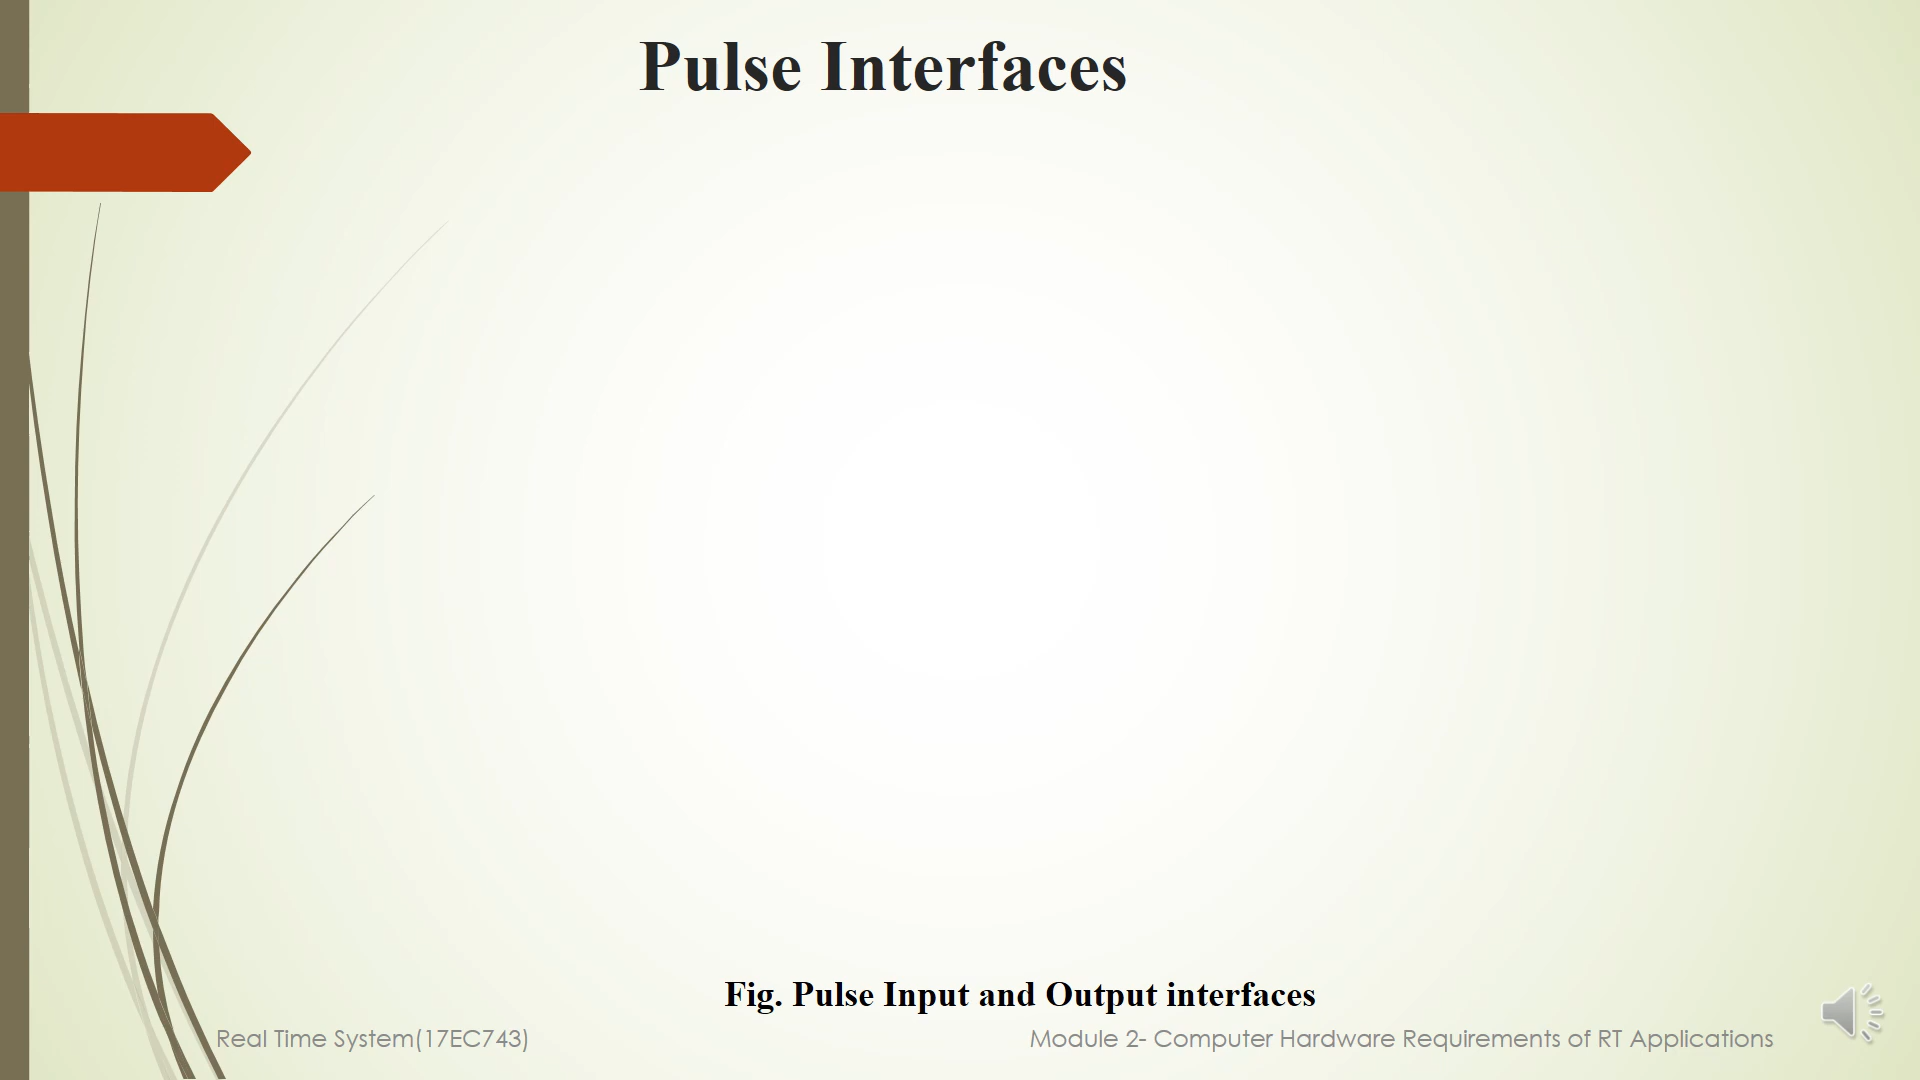 Pulse Interfaces
Fig. Pulse Input and Output interfaces
Real Time System(17EC743)
Module 2- Computer Hardware Requirements of RT Applications